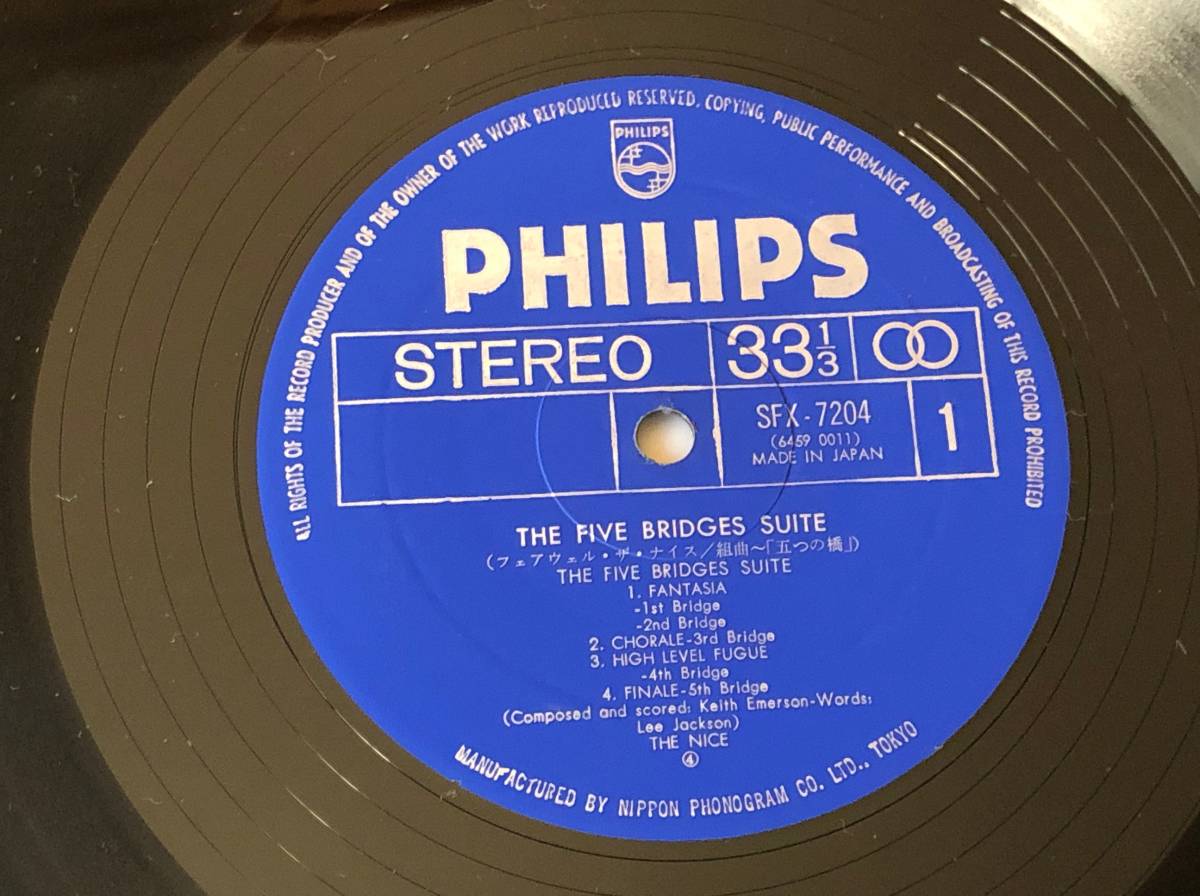 ALL RIGHTS OF THE RECORD PRODUCER AND OF THE OWNER OF THE WORK REPRODUCED RESERVED. COPYING, PUBLIC PERFORMANCE AND BROADCASTING OF THIS RECORD PROHIBITED
PHILIPS
PHILIPS
STEREO
33 1/3
SFX-7204
(6459 0011)
MADE IN JAPAN
1
THE FIVE BRIDGES SUITE
(フェアウェル・ザ・ナイス/組曲~「五つの橋」)
THE FIVE BRIDGES SUITE
1. FANTASIA
-1st Bridge
-2nd Bridge
2. CHORALE-3rd Bridge
3. HIGH LEVEL FUGUE
-4th Bridge
4. FINALE-5th Bridge
(Composed and scored: Keith Emerson-Words:
Lee Jackson)
THE NICE
④
MANUFACTURED BY NIPPON PHONOGRAM CO. LTD., TOKYO